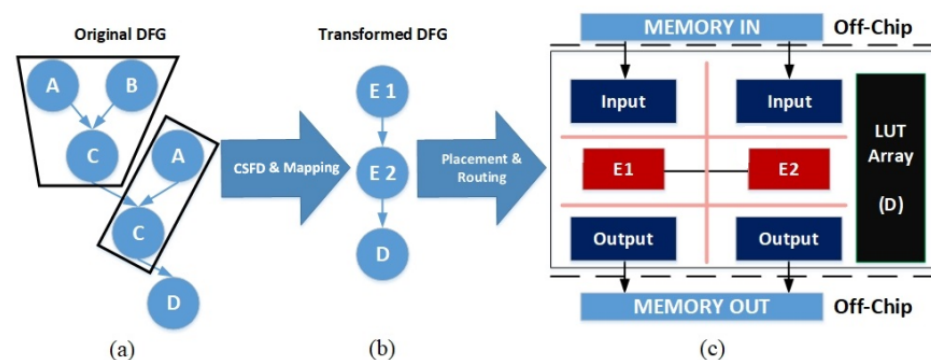 Original DFG
A
B
C
A
C
D
(a)
CSFD & Mapping
Transformed DFG
E 1
E 2
D
(b)
Placement &
Routing
MEMORY IN
Off-Chip
Input
Input
E1
E2
LUT
Array
(D)
Output
Output
MEMORY OUT
Off-Chip
(c)